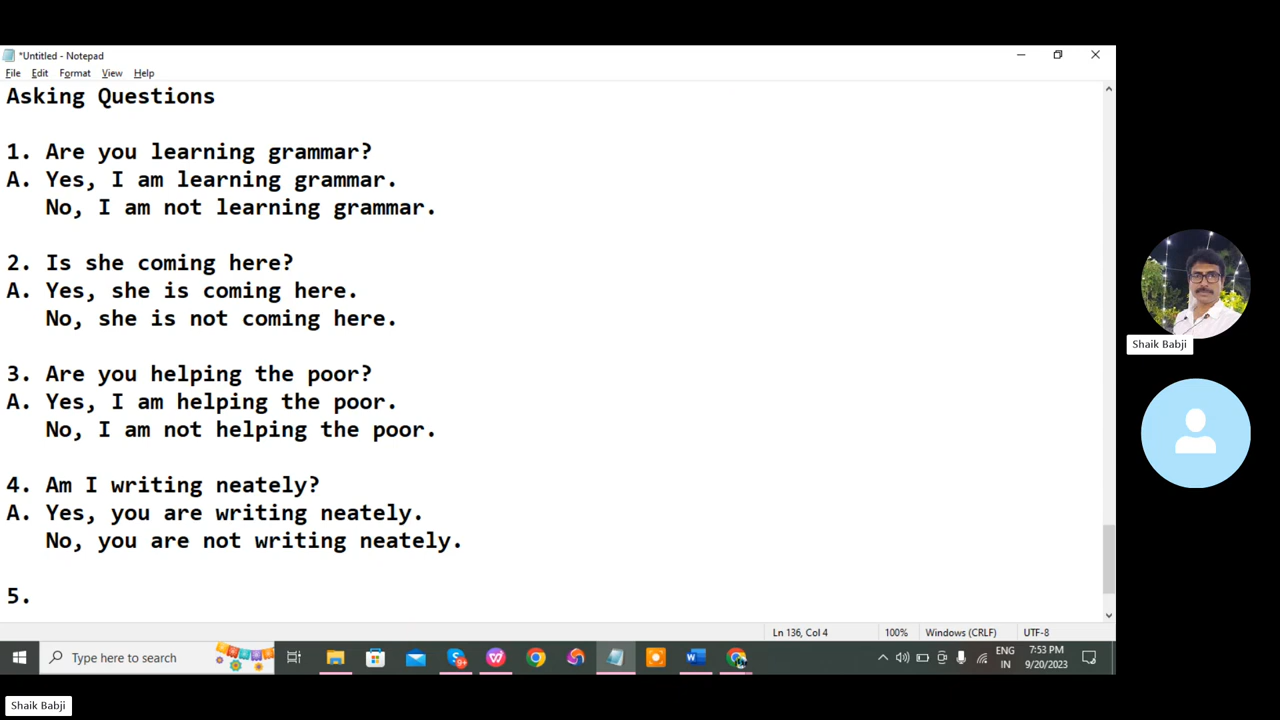 *Untitled - Notepad
File Edit Format View Help
Asking Questions
1. Are you learning grammar?
A. Yes, I am learning grammar.
No, I am not learning grammar.
2. Is she coming here?
A. Yes, she is coming here.
No, she is not coming here.
3. Are you helping the poor?
A. Yes, I am helping the poor.
No, I am not helping the poor.
4. Am I writing neately?
A. Yes, you are writing neately.
No, you are not writing neately.
5.
Shaik Babji
Ln 136, Col 4 100% Windows (CRLF) UTF-8
Type here to search
ENG
IN
7:53 PM
9/20/2023
Shaik Babji